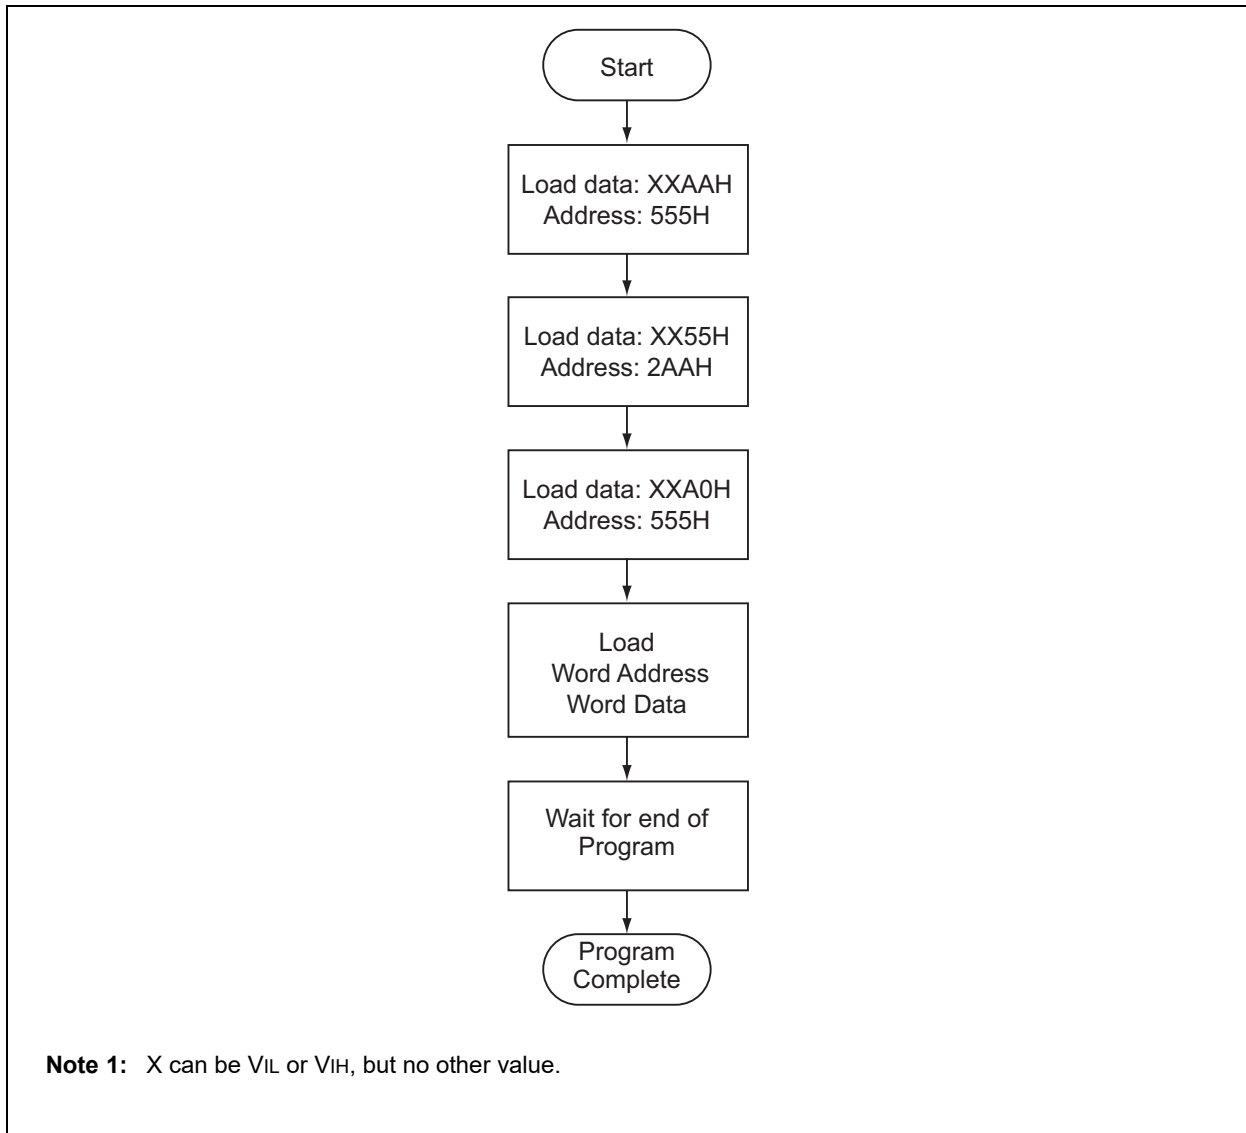 Start
Load data: XXAAH
Address: 555H
Load data: XX55H
Address: 2AAH
Load data: XXA0H
Address: 555H
Load
Word Address
Word Data
Wait for end of
Program
Program
Complete
Note 1: X can be VIL or VIH, but no other value.